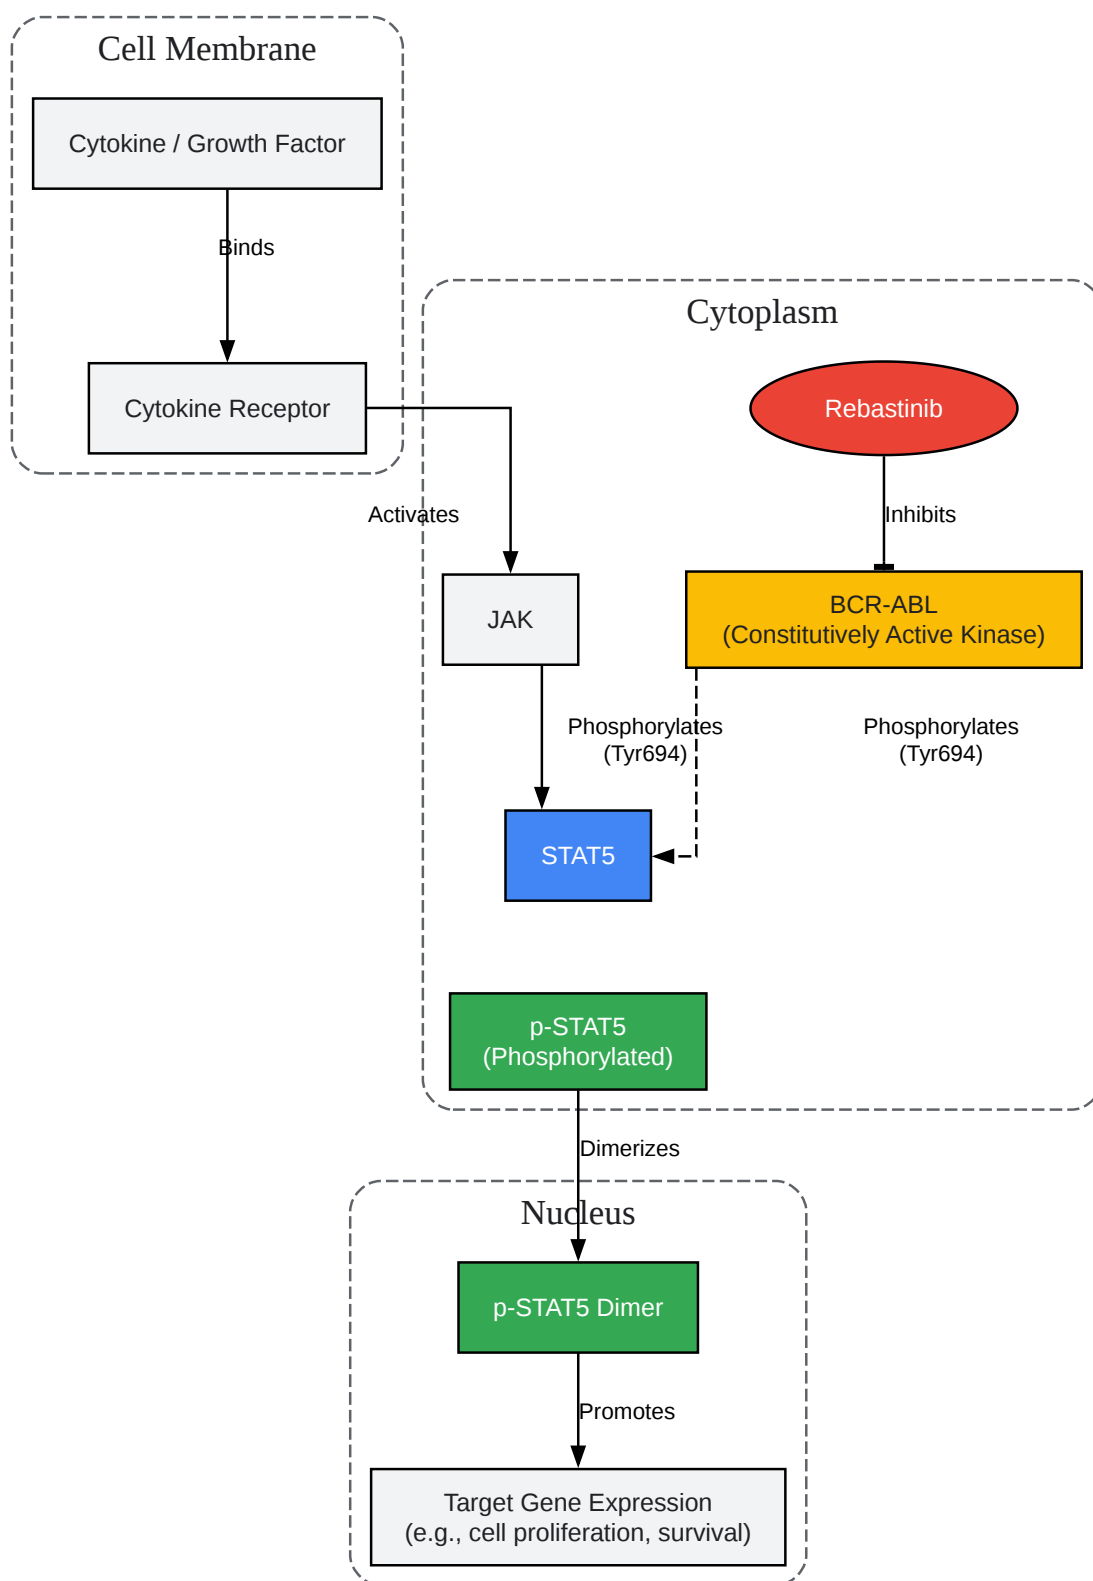 Cell Membrane
Cytokine / Growth Factor
Binds
Cytoplasm
Cytokine Receptor
Rebastinib
Activates
Inhibits
JAK
BCR-ABL
(Constitutively Active Kinase)
Phosphorylates
(Tyr694)
Phosphorylates
(Tyr694)
STAT5
p-STAT5
(Phosphorylated)
Dimerizes
Nucleus
p-STAT5 Dimer
Promotes
Target Gene Expression
(e.g., cell proliferation, survival)